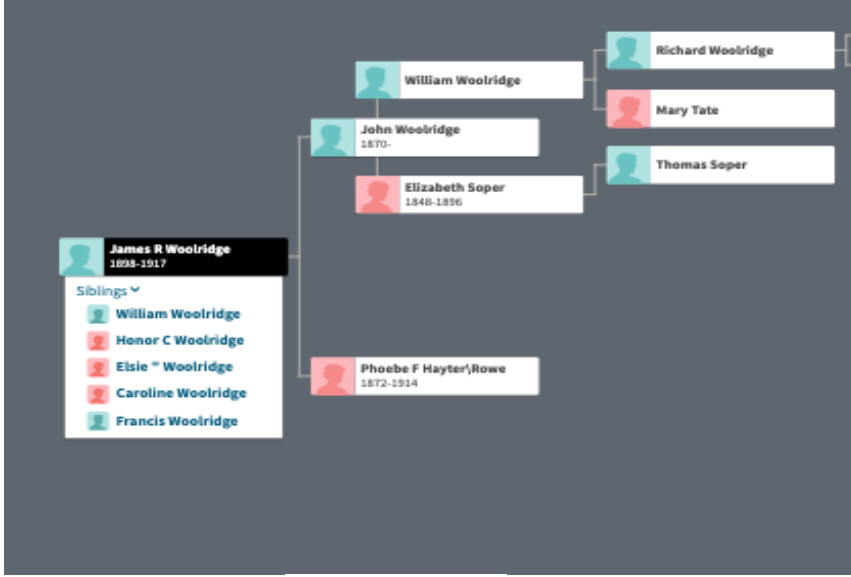 Richard Woolridge
William Woolridge
Mary Tate
John Woolridge
1870-
Thomas Soper
Elizabeth Soper
1848-1896
James R Woolridge
1898-1917
Siblings
William Woolridge
Honor C Woolridge
Elsie " Woolridge
Caroline Woolridge
Francis Woolridge
Phoebe F Hayter\Rowe
1872-1914